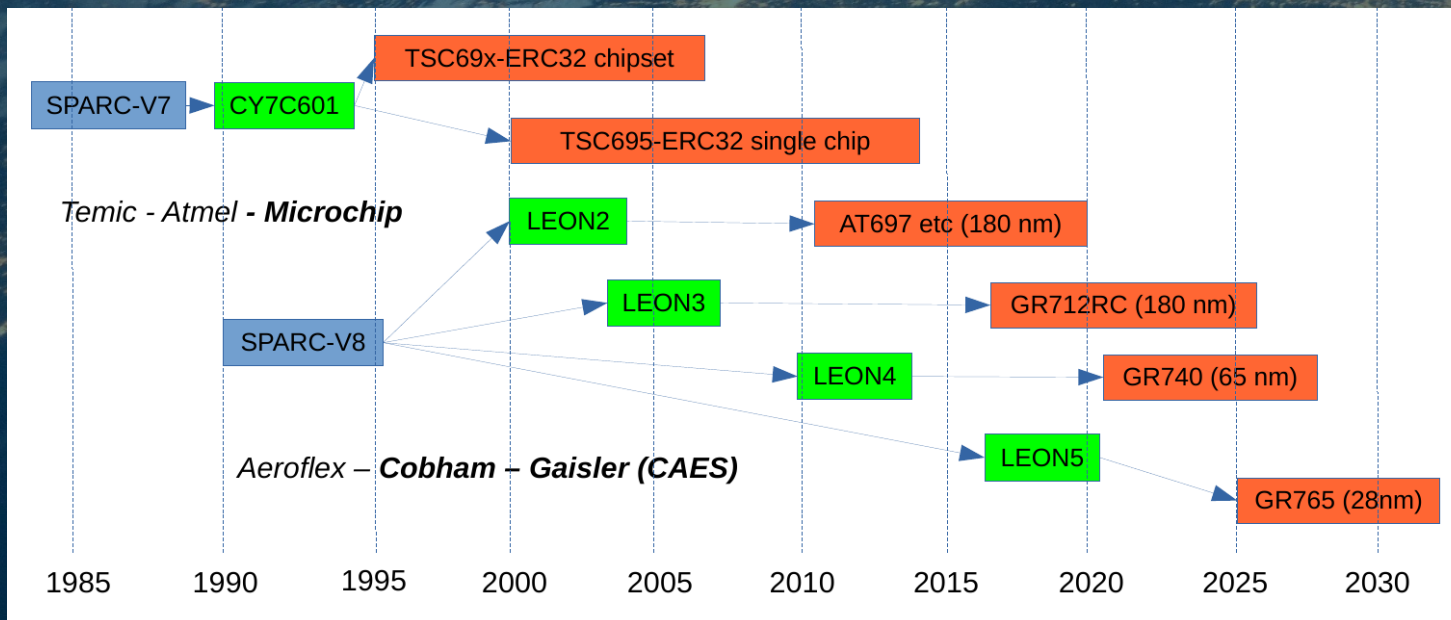 TSC69x-ERC32 chipset
SPARC-V7
CY7C601
TSC695-ERC32 single chip
Temic - Atmel - Microchip
LEON2
AT697 etc (180 nm)
LEON3
GR712RC (180 nm)
SPARC-V8
LEON4
GR740 (65 nm)
Aeroflex – Cobham – Gaisler (CAES)
LEON5
GR765 (28nm)
1985 1990 1995 2000 2005 2010 2015 2020 2025 2030